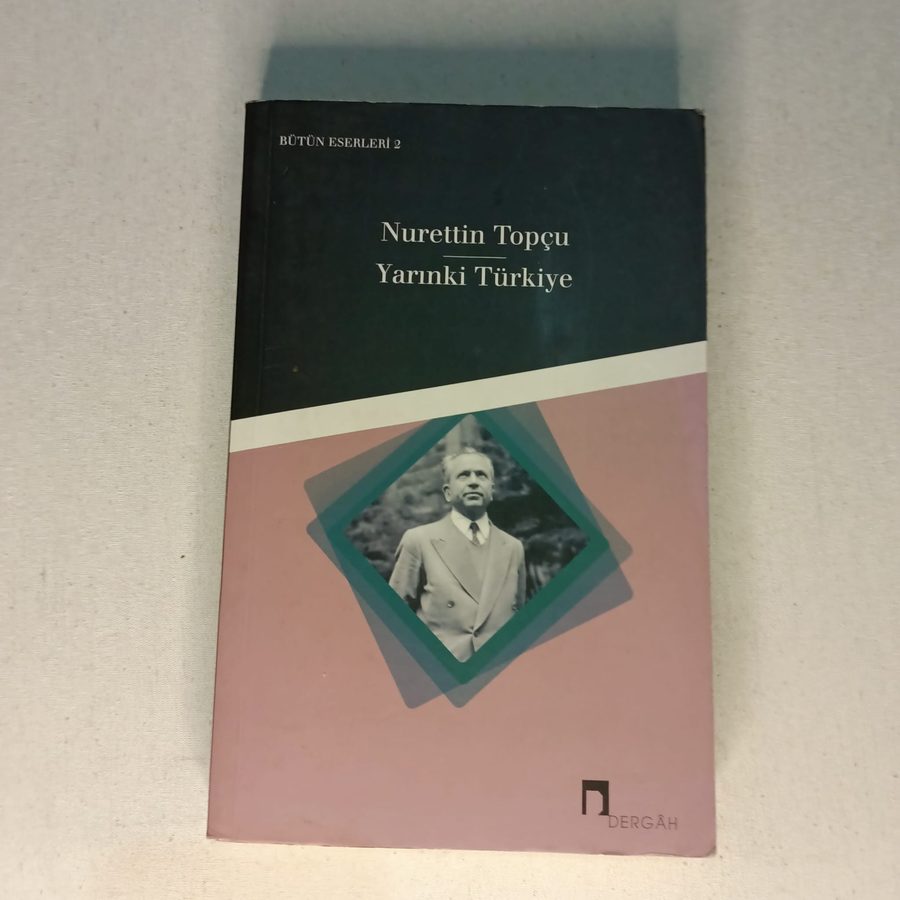 BÜTÜN ESERLERİ 2
Nurettin Topçu
Yarınki Türkiye
DERGÂH